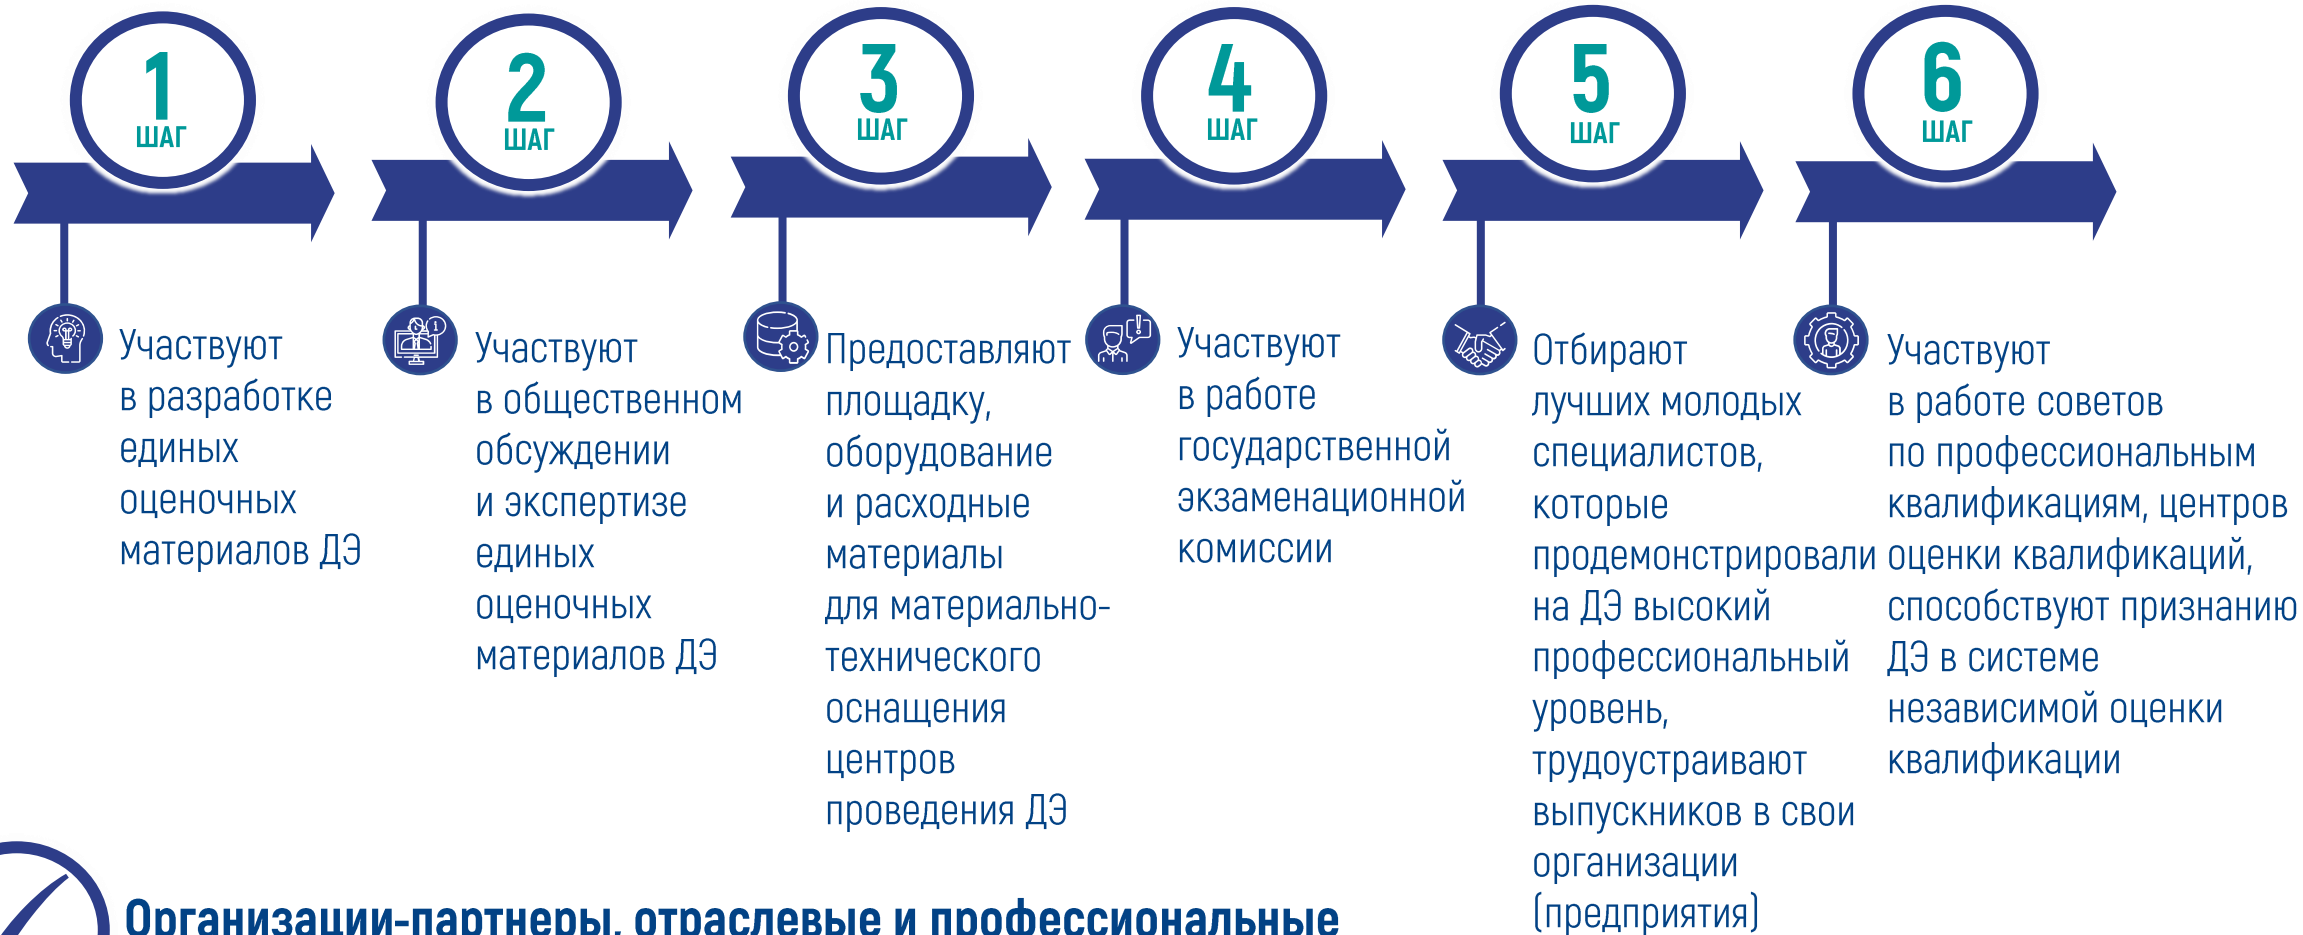 1
ШАГ
Участвуют
в разработке
единых
оценочных
материалов ДЭ
2
ШАГ
Участвуют
в общественном
обсуждении
и экспертизе
единых
оценочных
материалов ДЭ
3
ШАГ
Предоставляют
площадку,
оборудование
и расходные
материалы
для материально-
технического
оснащения
центров
проведения ДЭ
4
ШАГ
Участвуют
в работе
государственной
экзаменационной
комиссии
5
ШАГ
Отбирают
лучших молодых
специалистов,
которые
продемонстрировали
на ДЭ высокий
профессиональный
уровень,
трудоустраивают
выпускников в свои
организации
(предприятия)
6
ШАГ
Участвуют
в работе советов
по профессиональным
квалификациям, центров
оценки квалификаций,
способствуют признанию
ДЭ в системе
независимой оценки
квалификации
Организации-партнеры, отраслевые и профессиональные